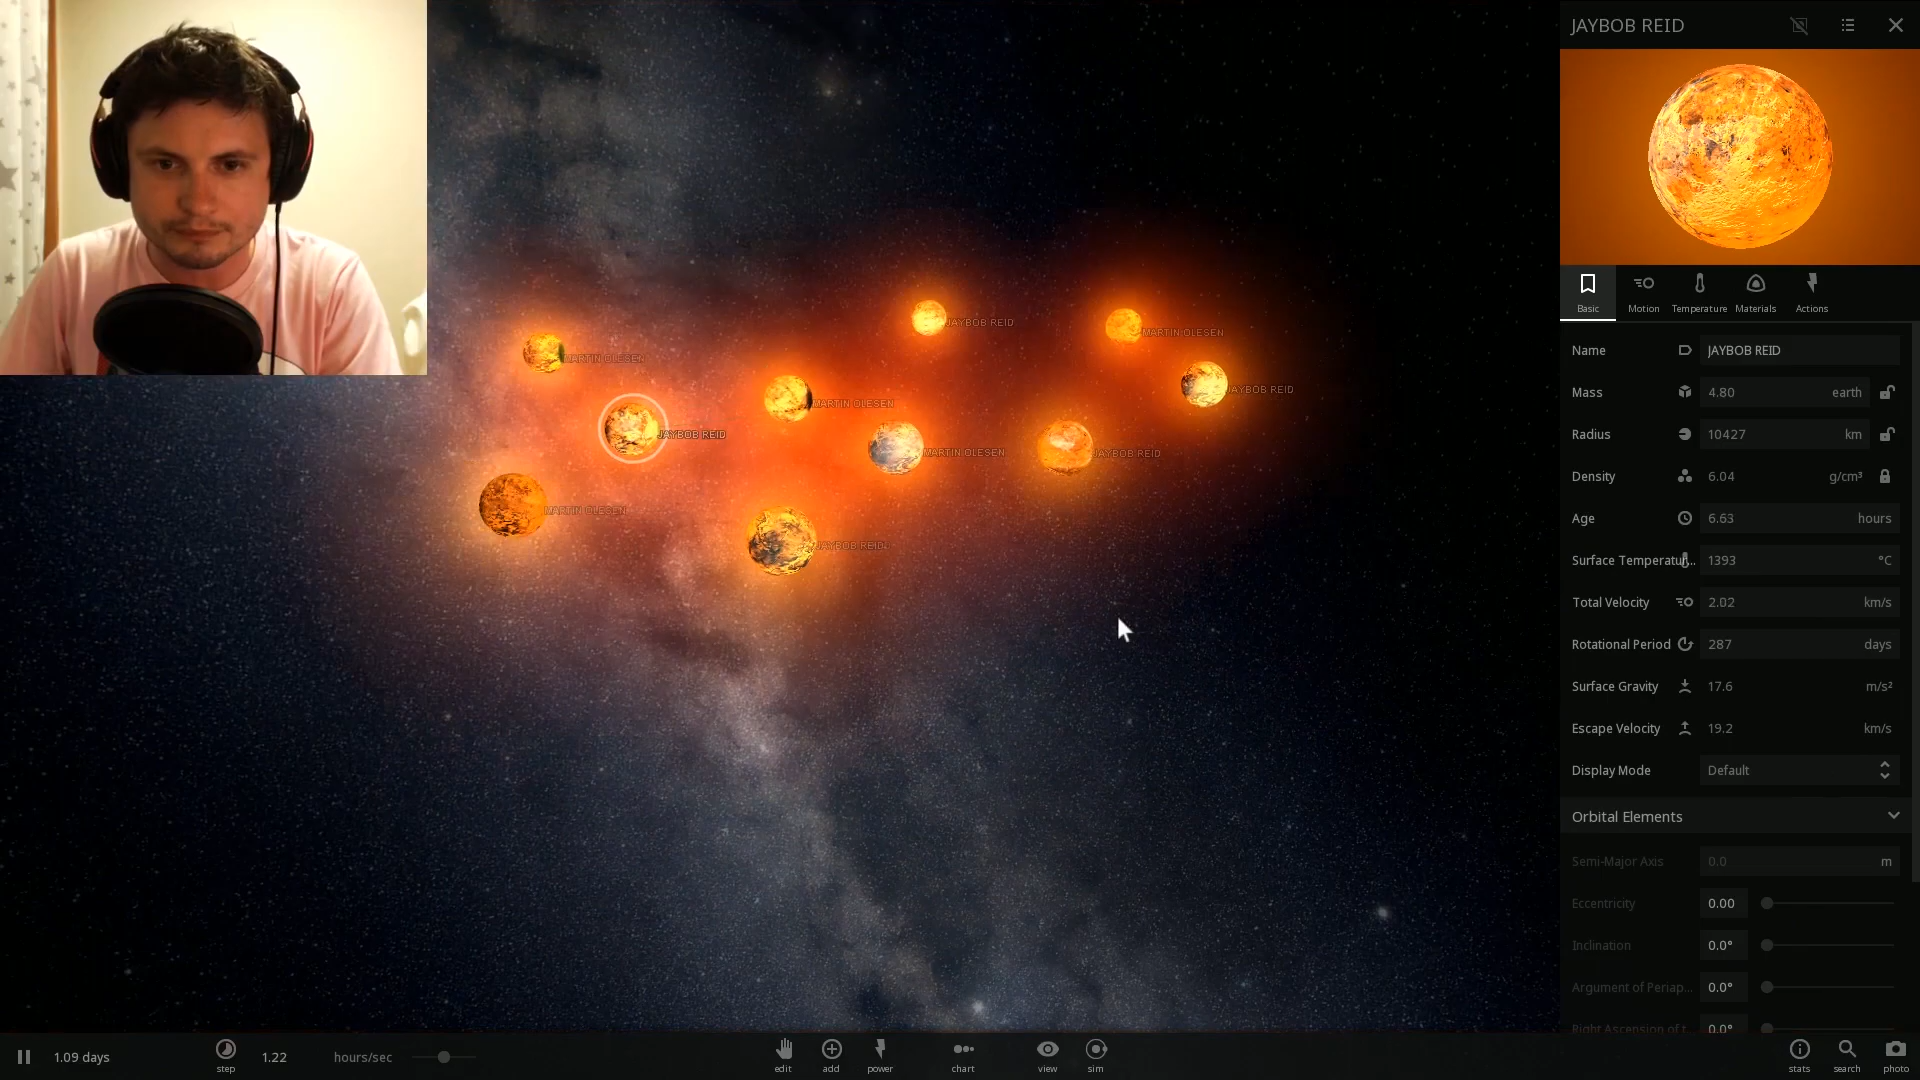 JAYBOB REID
JAYBOB REID
MARTIN OLESEN
MARTIN OLESEN
JAYBOB REID
MARTIN OLESEN
JAYBOB REID
MARTIN OLESEN
JAYBOB REID
MARTIN OLESEN
JAYBOB REID
Basic Motion Temperature Materials Actions
Name JAYBOB REID
Mass 4.80 earth
Radius 10427 km
Density 6.04 g/cm³
Age 6.63 hours
Surface Temperatur... 1393 °C
Total Velocity 2.02 km/s
Rotational Period 287 days
Surface Gravity 17.6 m/s²
Escape Velocity 19.2 km/s
Display Mode Default
Orbital Elements
Semi-Major Axis 0.0 m
Eccentricity 0.00
Inclination 0.0°
Argument of Periap... 0.0°
Right Ascension of t... 0.0°
1.09 days
step
1.22 hours/sec
edit add power chart view sim
stats search photo